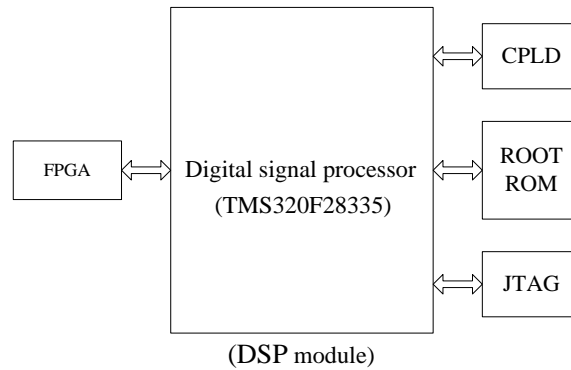 CPLD
FPGA
Digital signal processor
(TMS320F28335)
ROOT
ROM
JTAG
(DSP module)